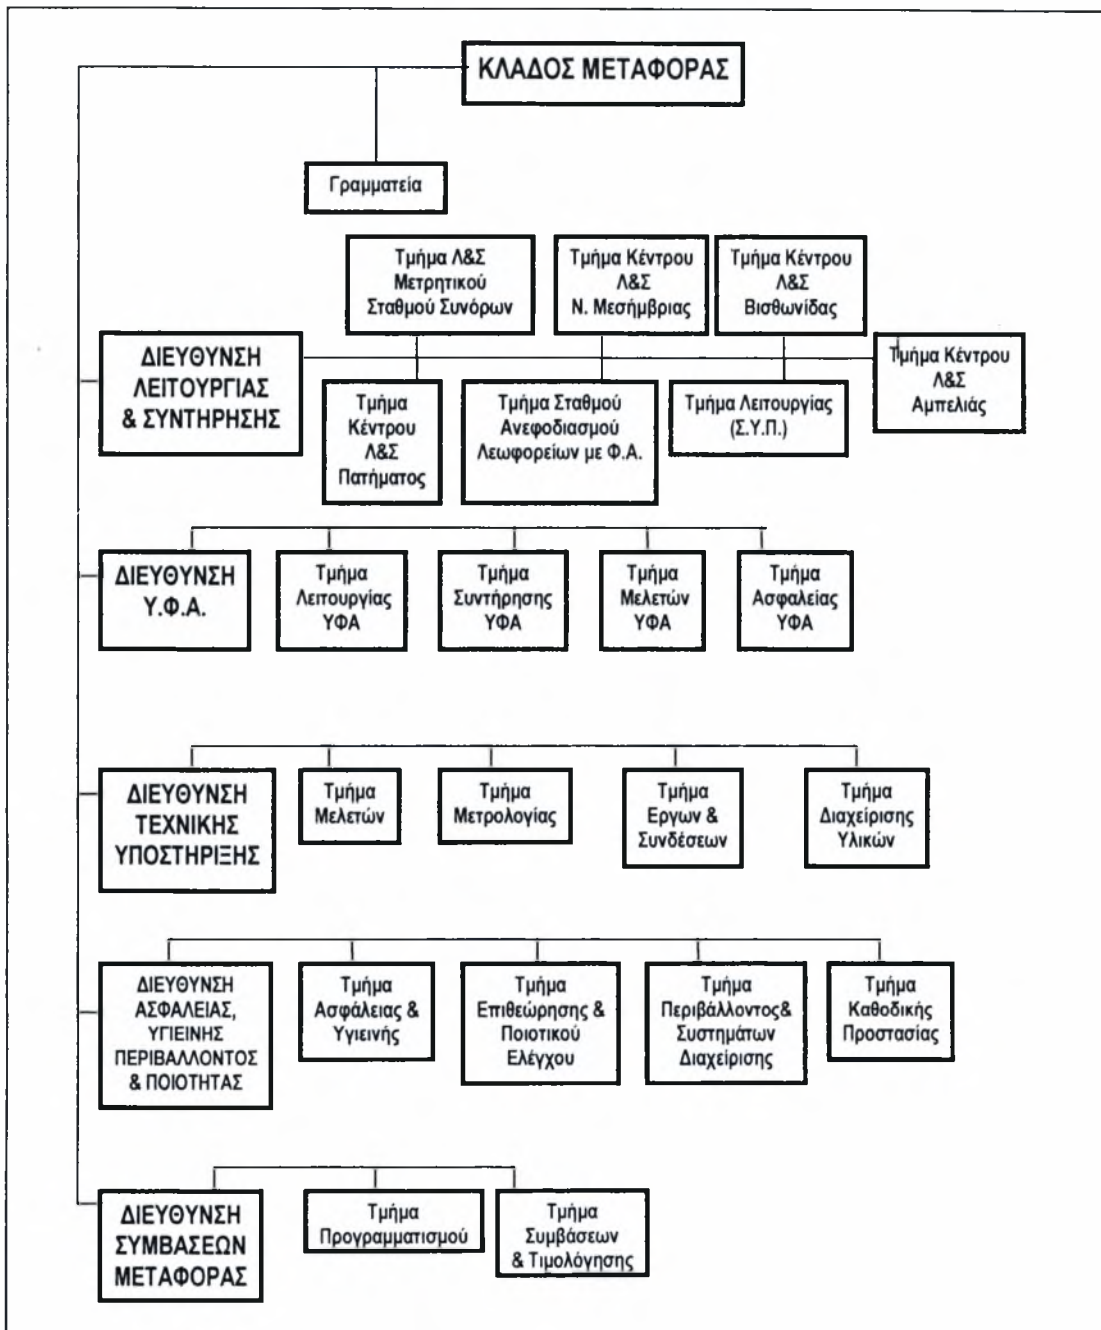 ΚΛΑΔΟΣ ΜΕΤΑΦΟΡΑΣ
Γραμματεία
Τμήμα Λ&Σ
Μετρητικού
Σταθμού Συνόρων
Τμήμα Κέντρου
Λ&Σ
Ν. Μεσήμβριας
Τμήμα Κέντρου
Λ&Σ
Βισθωνίδας
ΔΙΕΥΘΥΝΣΗ
ΛΕΙΤΟΥΡΓΙΑΣ
& ΣΥΝΤΗΡΗΣΗΣ
Τμήμα Κέντρου
Λ&Σ
Αμπελιάς
Τμήμα
Κέντρου
Λ&Σ
Πατήματος
Τμήμα Σταθμού
Ανεφοδιασμού
Λεωφορείων με Φ.Α.
Τμήμα Λειτουργίας
(Σ.Υ.Π.)
ΔΙΕΥΘΥΝΣΗ
Υ.Φ.Α.
Τμήμα
Λειτουργίας
ΥΦΑ
Τμήμα
Συντήρησης
ΥΦΑ
Τμήμα
Μελετών
ΥΦΑ
Τμήμα
Ασφαλείας
ΥΦΑ
ΔΙΕΥΘΥΝΣΗ
ΤΕΧΝΙΚΗΣ
ΥΠΟΣΤΗΡΙΞΗΣ
Τμήμα
Μελετών
Τμήμα
Μετρολογίας
Τμήμα
Εργων &
Συνδέσεων
Τμήμα
Διαχείρισης
Υλικών
ΔΙΕΥΘΥΝΣΗ
ΑΣΦΑΛΕΙΑΣ,
ΥΓΙΕΙΝΗΣ
ΠΕΡΙΒΑΛΛΟΝΤΟΣ
& ΠΟΙΟΤΗΤΑΣ
Τμήμα
Ασφάλειας &
Υγιεινής
Τμήμα
Επιθεώρησης &
Ποιοτικού
Ελέγχου
Τμήμα
Περιβάλλοντος&
Συστημάτων
Διαχείρισης
Τμήμα
Καθοδικής
Προστασίας
ΔΙΕΥΘΥΝΣΗ
ΣΥΜΒΑΣΕΩΝ
ΜΕΤΑΦΟΡΑΣ
Τμήμα
Προγραμματισμού
Τμήμα
Συμβάσεων
& Τιμολόγησης